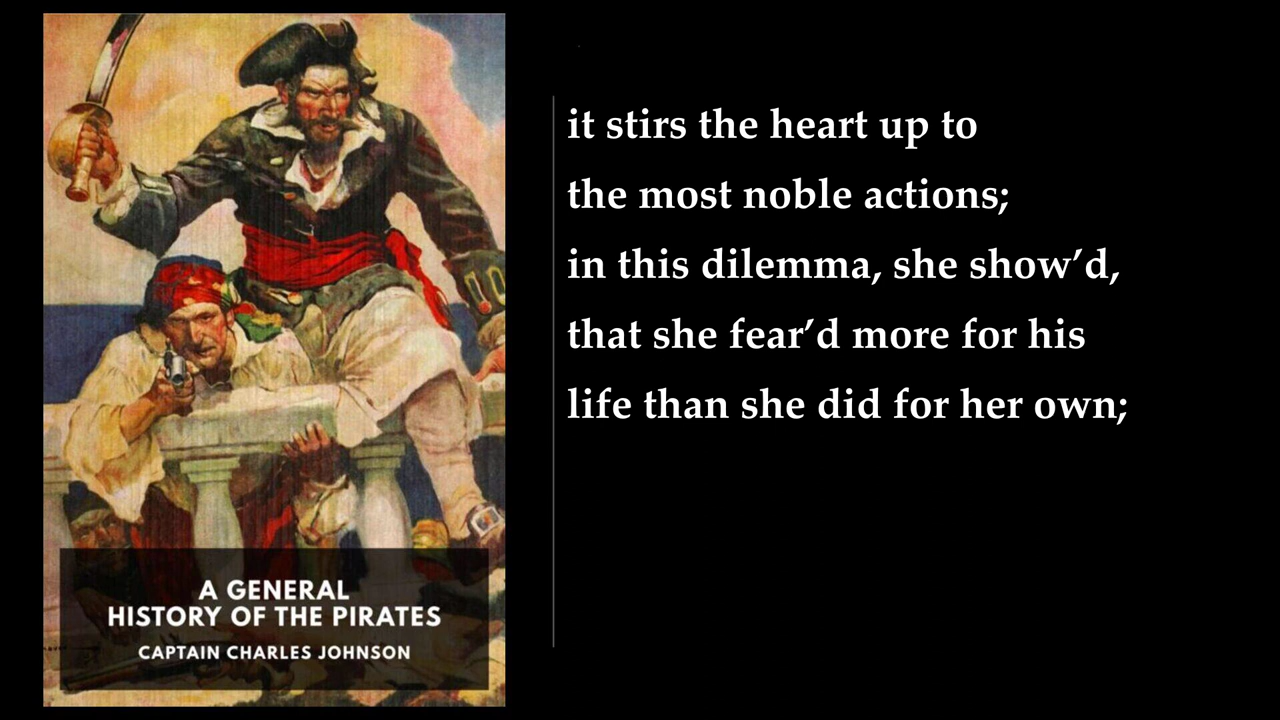 A GENERAL
HISTORY OF THE PIRATES
CAPTAIN CHARLES JOHNSON
it stirs the heart up to
the most noble actions;
in this dilemma, she show’d,
that she fear’d more for his
life than she did for her own;